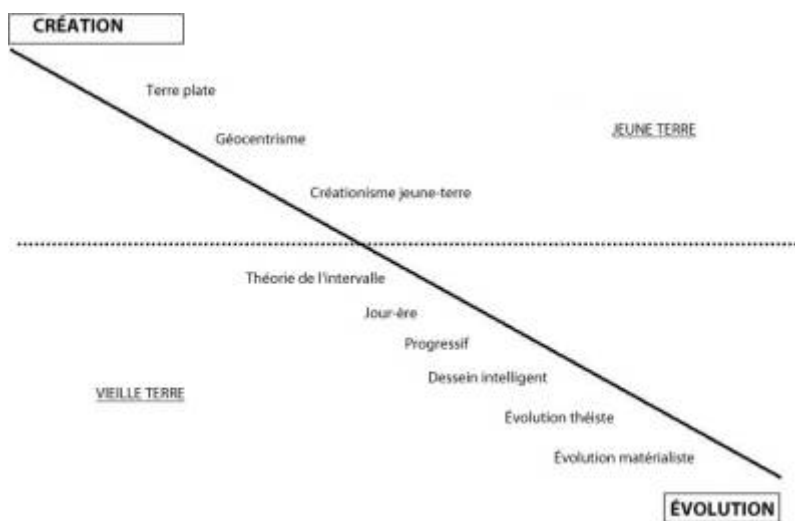 CRÉATION
Terre plate
JEUNE TERRE
Géocentrisme
Créationisme jeune-terre
Théorie de l'intervalle
Jour-ère
Progressif
Dessein intelligent
VIEILLE TERRE
Évolution théiste
Évolution matérialiste
ÉVOLUTION